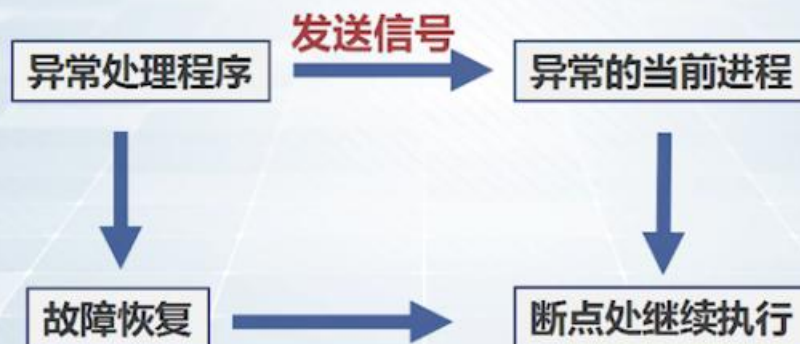 发送信号
异常处理程序
异常的当前进程
故障恢复
断点处继续执行